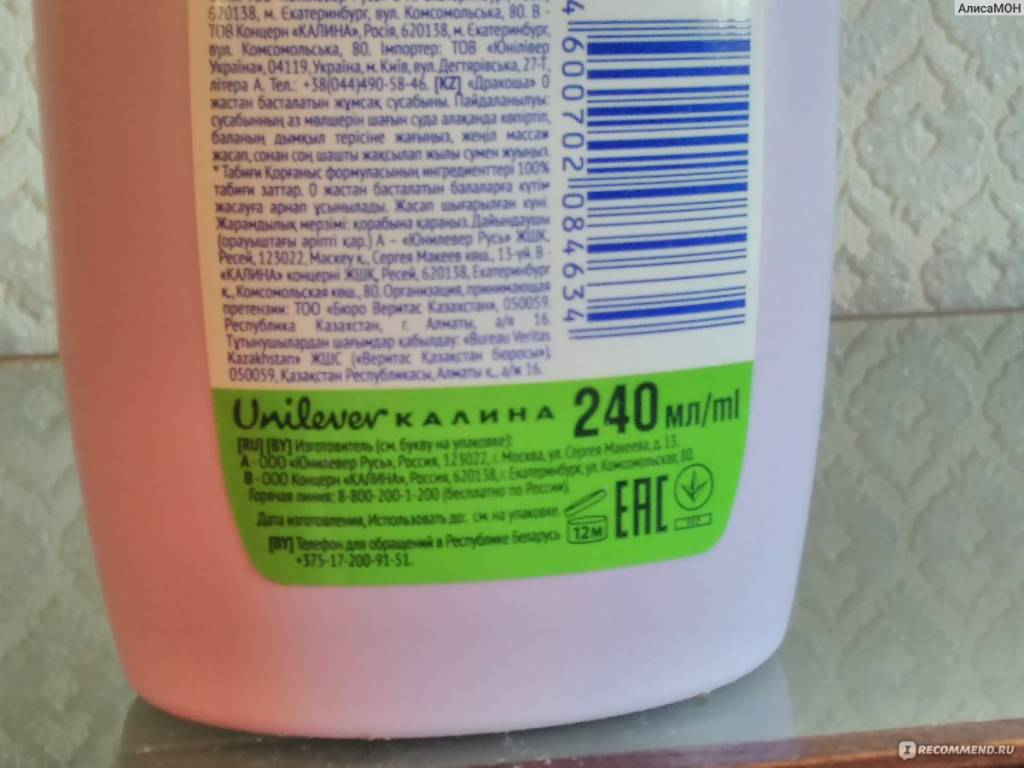 620138, м. Екатеринбург, вул. Комсомольська, 80. В -
ТОВ Концерн «КАЛИНА», Росія, 620138, м. Екатеринбург,
вул. Комсомольська, 80. Імпортер: ТОВ «Юнілівер
Україна», 04119, Україна, м. Київ, вул. Дегтярівська, 27-Т,
літера А. Тел.: +38(044)490-58-46. [KZ] «Дракоша» 0
жастан басталатын жұмсақ сусабыны. Пайдаланылуы:
сусабынның аз мөлшерін шағын суда алақанда көпіртіп,
баланың дымқыл терісіне жағыңыз, жеңіл массаж
жасап, сонан соң шашты жақсылап жылы сумен жуыңыз.
* Табиғи Қорғаныс формуласының ингредиенттері 100%
табиғи заттар. 0 жастан басталатын балаларға күтім
жасауға арнап ұсынылады. Жасап шығарылған күні.
Жарамдылық мерзімі: қорабына қараңыз. Дайындаушы
(орауыштағы әріпті қар.) А – «Юнилевер Русь» ЖШҚ,
Ресей, 123022, Маскеу қ., Сергея Макеев көш., 13-үй. В -
«КАЛИНА» концерні ЖШҚ, Ресей, 620138, Екатеринбург
қ., Комсомольская көш., 80. Организация, принимающая
претензии: ТОО «Бюро Веритас Казахстан», 050059,
Республика Казахстан, г. Алматы, а/я 16.
Тұтынушылардан шағымдар қабылдау: «Bureau Veritas
Kazakhstan» ЖШС («Веритас Қазақстан бюросы»).
050059, Қазақстан Республикасы, Алматы қ., а/ж 16.
4 600702 084634
Unilever КАЛИНА 240 мл/ml
[RU] [BY] Изготовитель (см. букву на упаковке):
А - ООО «Юнилевер Русь», Россия, 123022, г. Москва, ул. Сергея Макеева, д. 13.
В - ООО Концерн «КАЛИНА», Россия, 620138, г. Екатеринбург, ул. Комсомольская, 80.
Горячая линия: 8-800-200-1-200 (бесплатно по России).
Дата изготовления, Использовать до: см. на упаковке.
12М
EAC
[BY] Телефон для обращений в Республике Беларусь
+375-17-200-91-51.
АлисаМОН
IRECOMMEND.RU